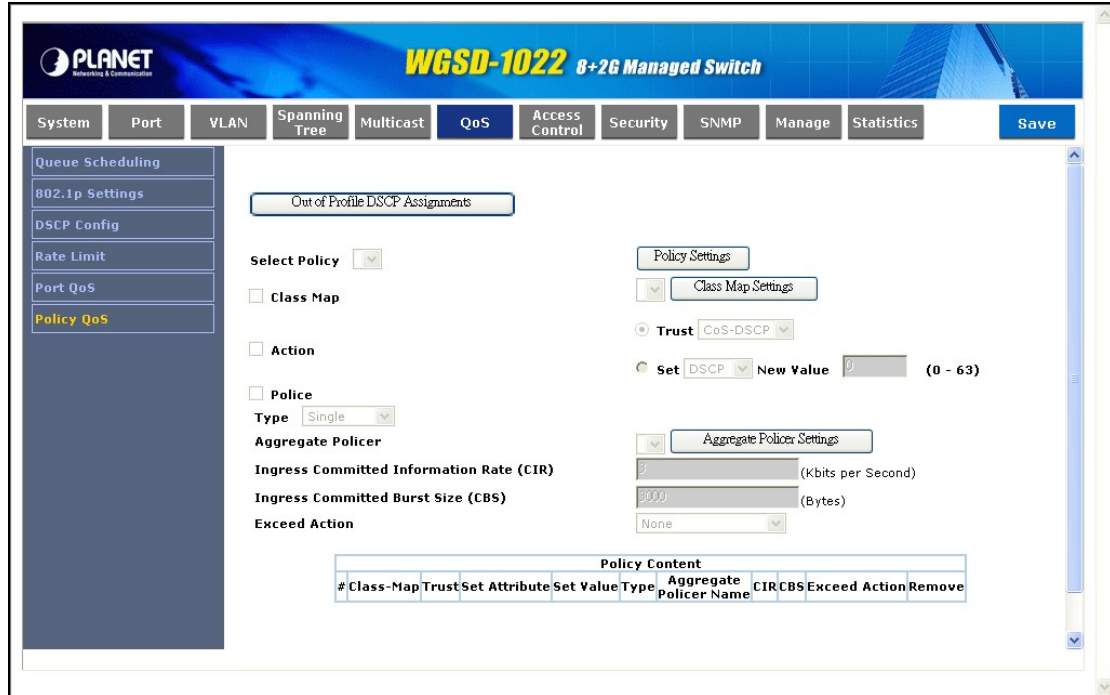 PLANET
Networking & Communication
WGSD-1022 8+2G Managed Switch
System Port VLAN Spanning Tree Multicast QoS Access Control Security SNMP Manage Statistics Save
Queue Scheduling
802.1p Settings
DSCP Config
Rate Limit
Port QoS
Policy QoS
Out of Profile DSCP Assignments
Select Policy Policy Settings
Class Map Class Map Settings
Trust CoS-DSCP
Action
Set DSCP New Value 0 (0 - 63)
Police
Type Single
Aggregate Policer Aggregate Policer Settings
Ingress Committed Information Rate (CIR) 3 (Kbits per Second)
Ingress Committed Burst Size (CBS) 3000 (Bytes)
Exceed Action None
Policy Content
# Class-Map Trust Set Attribute Set Value Type Aggregate Policer Name CIR CBS Exceed Action Remove